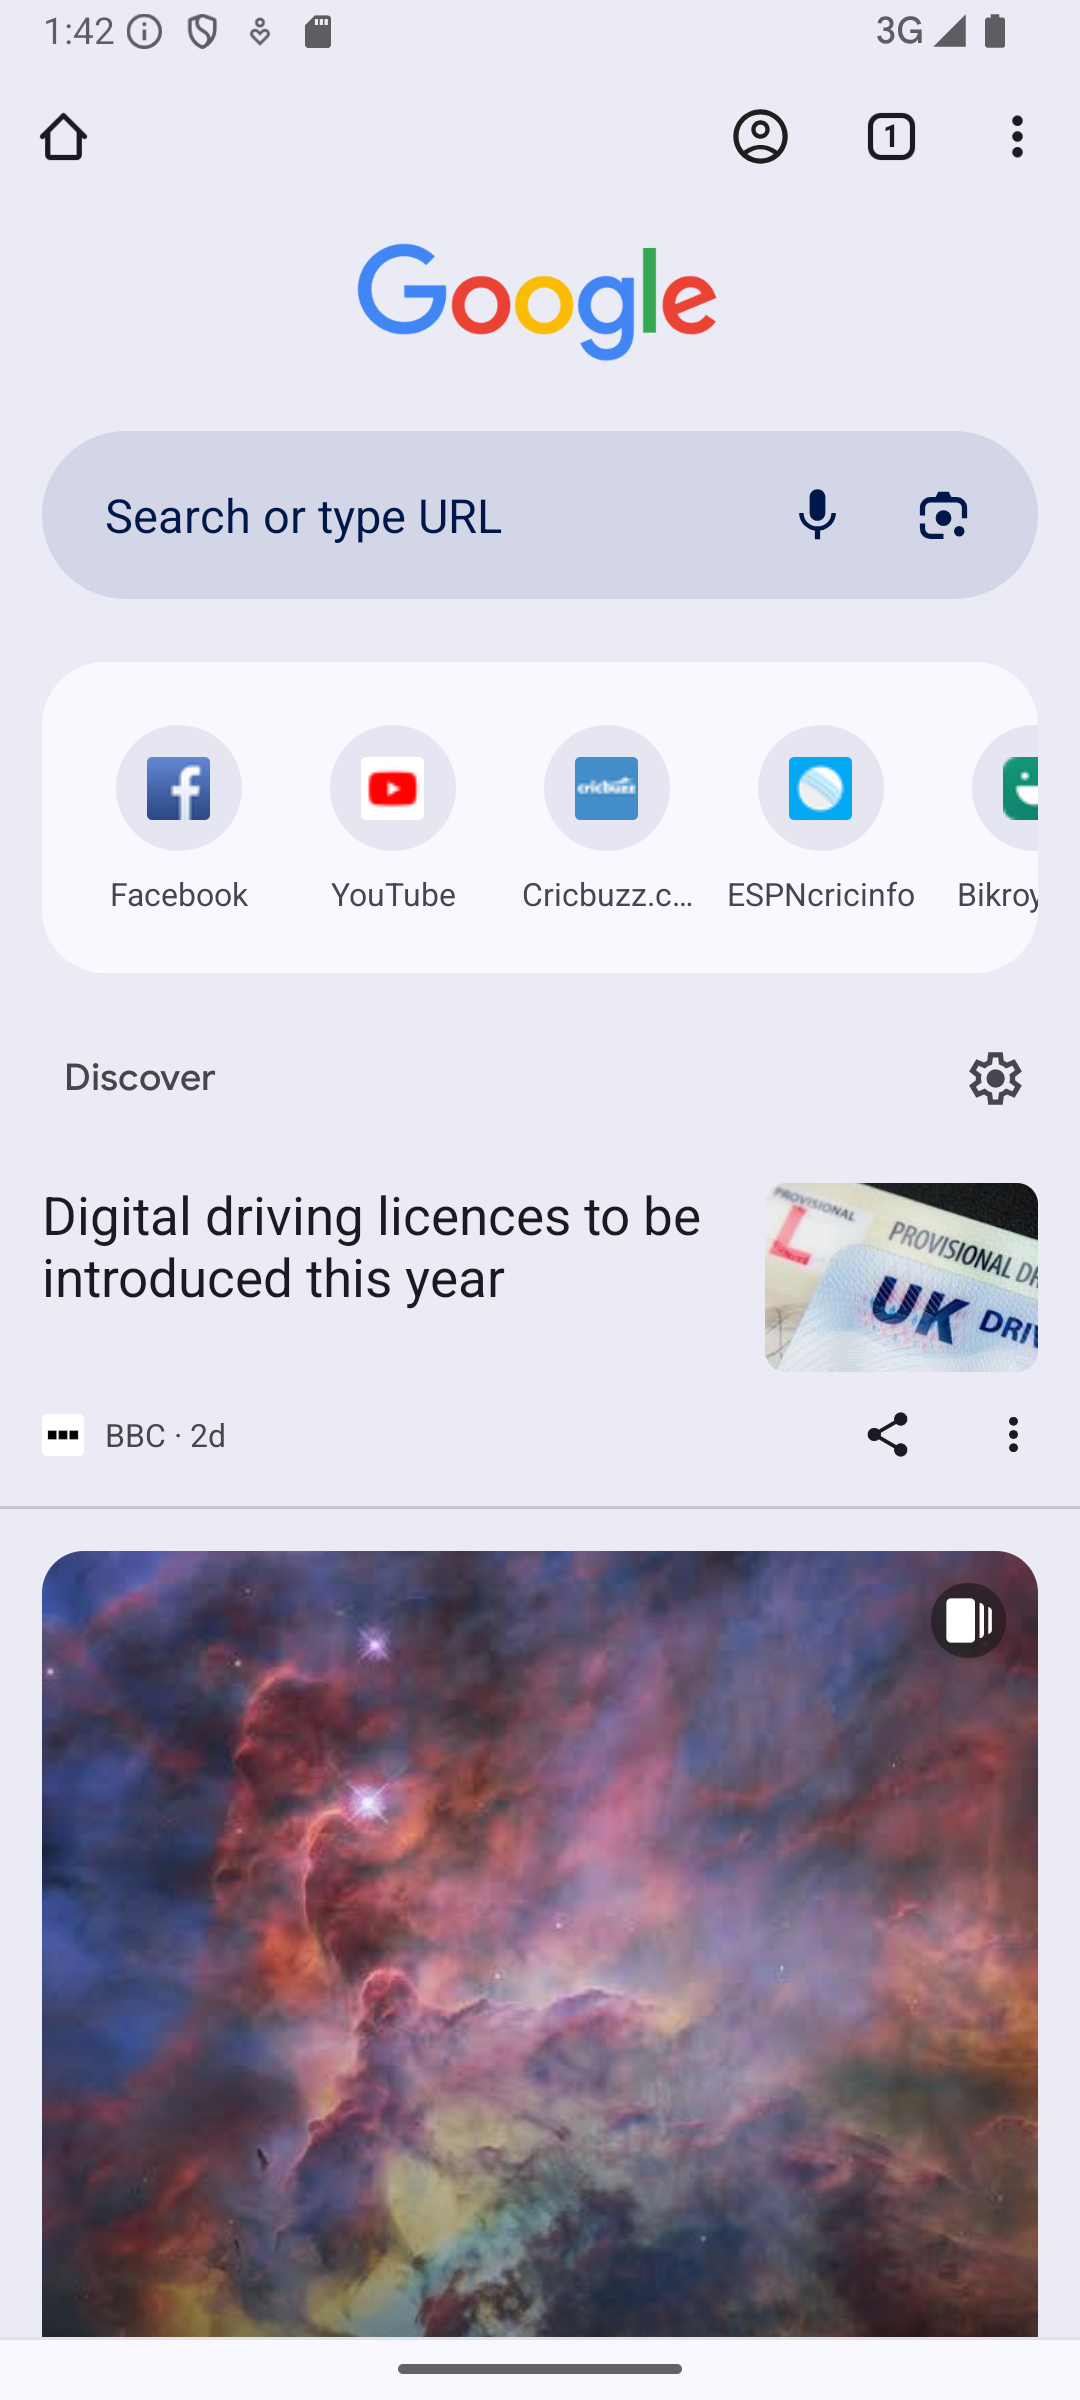 1:42
3G
1
Google
Search or type URL
Facebook
YouTube
cricbuzz
Cricbuzz.c...
ESPNcricinfo
Bikroy
Discover
Digital driving licences to be
introduced this year
PROVISIONAL
L
PROVISIONAL DR
UK DRIV
BBC · 2d